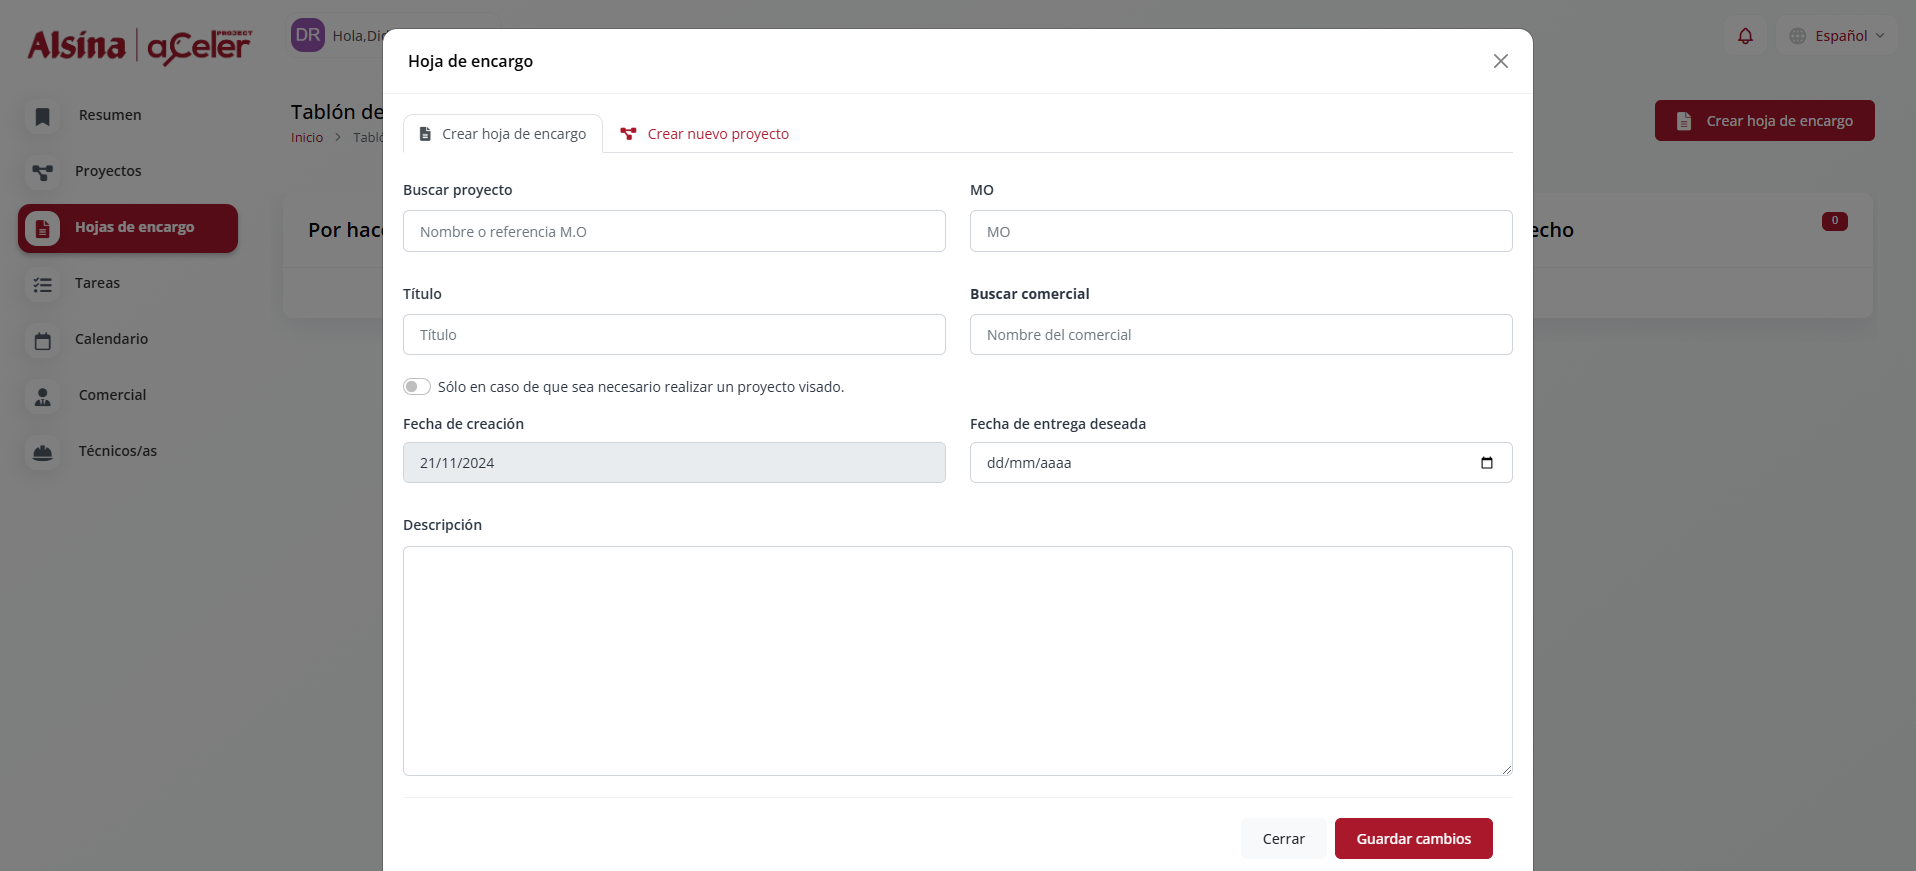 Alsina | aCeler PROJECT
DR Hola,Di
Español
Hoja de encargo
Crear hoja de encargo
Crear nuevo proyecto
Resumen
Proyectos
Hojas de encargo
Tareas
Calendario
Comercial
Técnicos/as
Tablón de
Inicio > Tabl
Crear hoja de encargo
Por hac
echo
0
Buscar proyecto
Nombre o referencia M.O
MO
MO
Título
Título
Buscar comercial
Nombre del comercial
Sólo en caso de que sea necesario realizar un proyecto visado.
Fecha de creación
21/11/2024
Fecha de entrega deseada
dd/mm/aaaa
Descripción
Cerrar
Guardar cambios